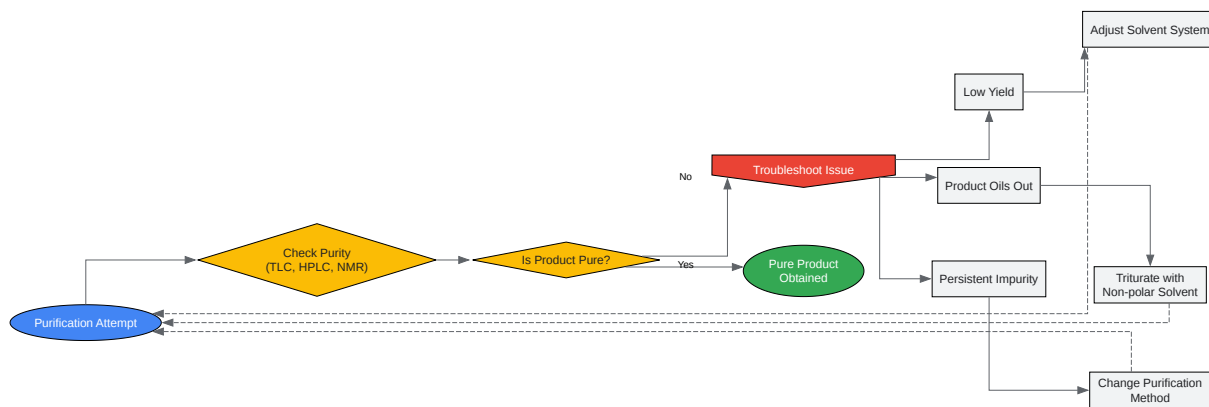 Adjust Solvent System
Low Yield
No
Troubleshoot Issue
Product Oils Out
Check Purity
(TLC, HPLC, NMR)
Is Product Pure?
Yes
Pure Product
Obtained
Persistent Impurity
Triturate with
Non-polar Solvent
Purification Attempt
Change Purification
Method